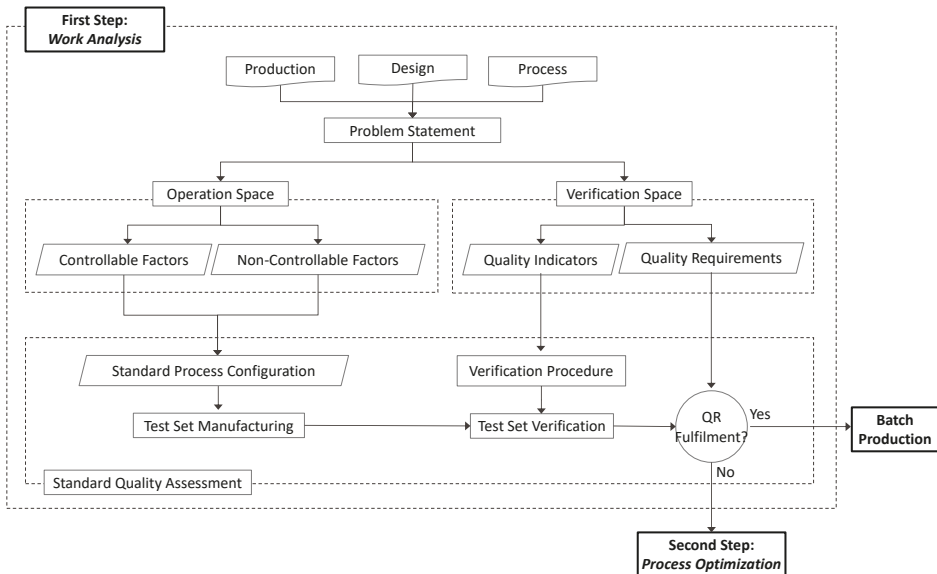 First Step:
Work Analysis
Production
Design
Process
Problem Statement
Operation Space
Verification Space
Controllable Factors
Non-Controllable Factors
Quality Indicators
Quality Requirements
Standard Process Configuration
Verification Procedure
Test Set Manufacturing
Test Set Verification
QR
Fulfilment?
Yes
Batch
Production
No
Standard Quality Assessment
Second Step:
Process Optimization